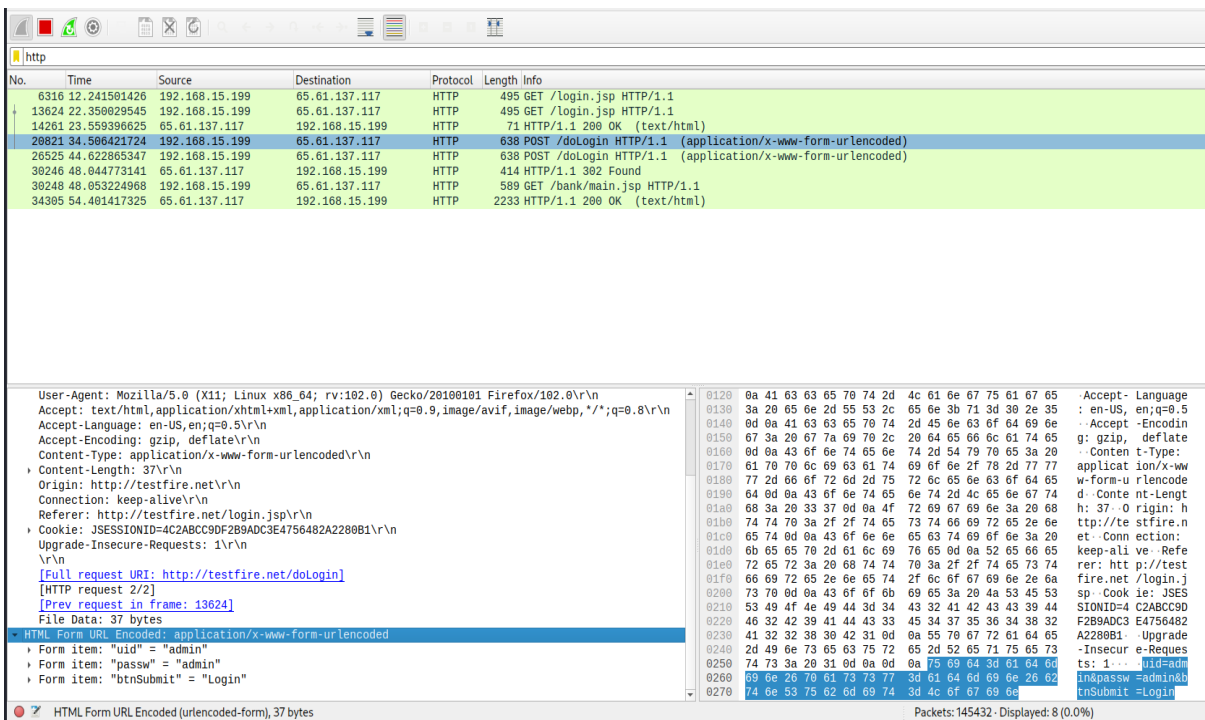 http
No. Time Source Destination Protocol Length Info
6316 12.241501426 192.168.15.199 65.61.137.117 HTTP 495 GET /login.jsp HTTP/1.1
13624 22.350029545 192.168.15.199 65.61.137.117 HTTP 495 GET /login.jsp HTTP/1.1
14261 23.559396625 65.61.137.117 192.168.15.199 HTTP 71 HTTP/1.1 200 OK (text/html)
20821 34.506421724 192.168.15.199 65.61.137.117 HTTP 638 POST /doLogin HTTP/1.1 (application/x-www-form-urlencoded)
26525 44.622865347 192.168.15.199 65.61.137.117 HTTP 638 POST /doLogin HTTP/1.1 (application/x-www-form-urlencoded)
30246 48.044773141 65.61.137.117 192.168.15.199 HTTP 414 HTTP/1.1 302 Found
30248 48.053224968 192.168.15.199 65.61.137.117 HTTP 589 GET /bank/main.jsp HTTP/1.1
34305 54.401417325 65.61.137.117 192.168.15.199 HTTP 2233 HTTP/1.1 200 OK (text/html)
User-Agent: Mozilla/5.0 (X11; Linux x86_64; rv:102.0) Gecko/20100101 Firefox/102.0\r\n
Accept: text/html,application/xhtml+xml,application/xml;q=0.9,image/avif,image/webp,*/*;q=0.8\r\n
Accept-Language: en-US,en;q=0.5\r\n
Accept-Encoding: gzip, deflate\r\n
Content-Type: application/x-www-form-urlencoded\r\n
Content-Length: 37\r\n
Origin: http://testfire.net\r\n
Connection: keep-alive\r\n
Referer: http://testfire.net/login.jsp\r\n
Cookie: JSESSIONID=4C2ABCC9DF2B9ADC3E4756482A2280B1\r\n
Upgrade-Insecure-Requests: 1\r\n
\r\n
[Full request URI: http://testfire.net/doLogin]
[HTTP request 2/2]
[Prev request in frame: 13624]
File Data: 37 bytes
HTML Form URL Encoded: application/x-www-form-urlencoded
Form item: "uid" = "admin"
Form item: "passw" = "admin"
Form item: "btnSubmit" = "Login"
0120 0a 41 63 63 65 70 74 2d 4c 61 6e 67 75 61 67 65 ·Accept- Language
0130 3a 20 65 6e 2d 55 53 2c 65 6e 3b 71 3d 30 2e 35 : en-US, en;q=0.5
0140 0d 0a 41 63 63 65 70 74 2d 45 6e 63 6f 64 69 6e ··Accept -Encodin
0150 67 3a 20 67 7a 69 70 2c 20 64 65 66 6c 61 74 65 g: gzip, deflate
0160 0d 0a 43 6f 6e 74 65 6e 74 2d 54 79 70 65 3a 20 ··Conten t-Type:
0170 61 70 70 6c 69 63 61 74 69 6f 6e 2f 78 2d 77 77 applicat ion/x-ww
0180 77 2d 66 6f 72 6d 2d 75 72 6c 65 6e 63 6f 64 65 w-form-u rlencode
0190 64 0d 0a 43 6f 6e 74 65 6e 74 2d 4c 65 6e 67 74 d··Conte nt-Lengt
01a0 68 3a 20 33 37 0d 0a 4f 72 69 67 69 6e 3a 20 68 h: 37··O rigin: h
01b0 74 74 70 3a 2f 2f 74 65 73 74 66 69 72 65 2e 6e ttp://te stfire.n
01c0 65 74 0d 0a 43 6f 6e 6e 65 63 74 69 6f 6e 3a 20 et··Conn ection:
01d0 6b 65 65 70 2d 61 6c 69 76 65 0d 0a 52 65 66 65 keep-ali ve··Refe
01e0 72 65 72 3a 20 68 74 74 70 3a 2f 2f 74 65 73 74 rer: htt p://test
01f0 66 69 72 65 2e 6e 65 74 2f 6c 6f 67 69 6e 2e 6a fire.net /login.j
0200 73 70 0d 0a 43 6f 6f 6b 69 65 3a 20 4a 53 45 53 sp··Cook ie: JSES
0210 53 49 4f 4e 49 44 3d 34 43 32 41 42 43 43 39 44 SIONID=4 C2ABCC9D
0220 46 32 42 39 41 44 43 33 45 34 37 35 36 34 38 32 F2B9ADC3 E4756482
0230 41 32 32 38 30 42 31 0d 0a 55 70 67 72 61 64 65 A2280B1· ·Upgrade
0240 2d 49 6e 73 65 63 75 72 65 2d 52 65 71 75 65 73 -Insecur e-Reques
0250 74 73 3a 20 31 0d 0a 0d 0a 75 69 64 3d 61 64 6d ts: 1··· ·uid=adm
0260 69 6e 26 70 61 73 73 77 3d 61 64 6d 69 6e 26 62 in&passw =admin&b
0270 74 6e 53 75 62 6d 69 74 3d 4c 6f 67 69 6e tnSubmit =Login
HTML Form URL Encoded (urlencoded-form), 37 bytes Packets: 145432 · Displayed: 8 (0.0%)